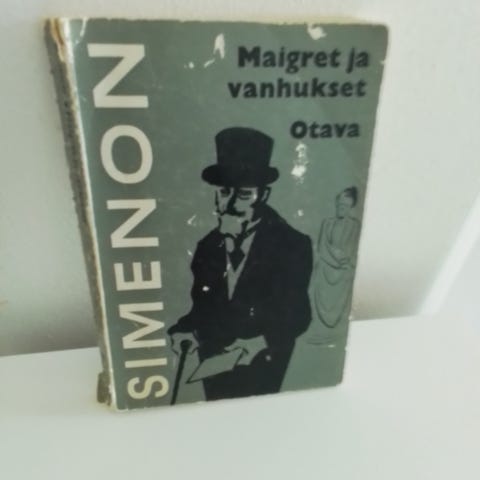 SIMENON
Maigret ja
vanhukset
Otava